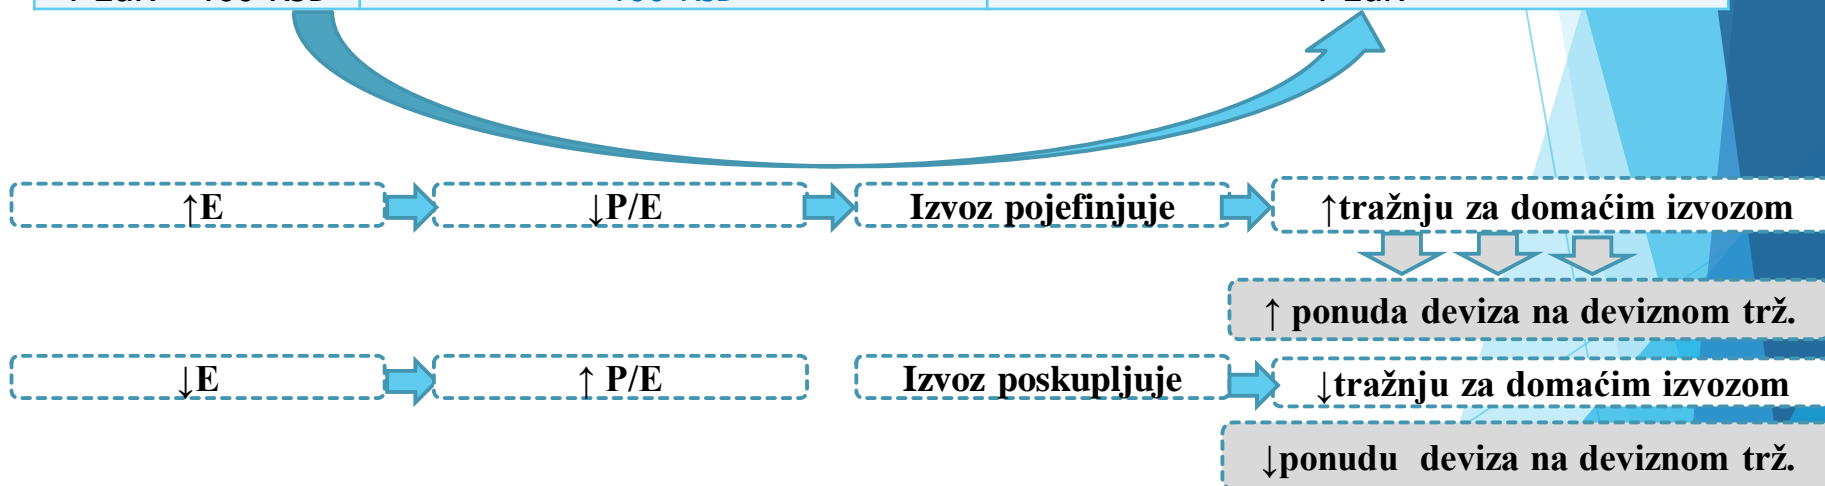 ↑E
↓P/E
Izvoz pojefinjuje
↑tražnju za domaćim izvozom
↑ ponuda deviza na deviznom trž.
↓E
↑ P/E
Izvoz poskupljuje
↓tražnju za domaćim izvozom
↓ponudu deviza na deviznom trž.